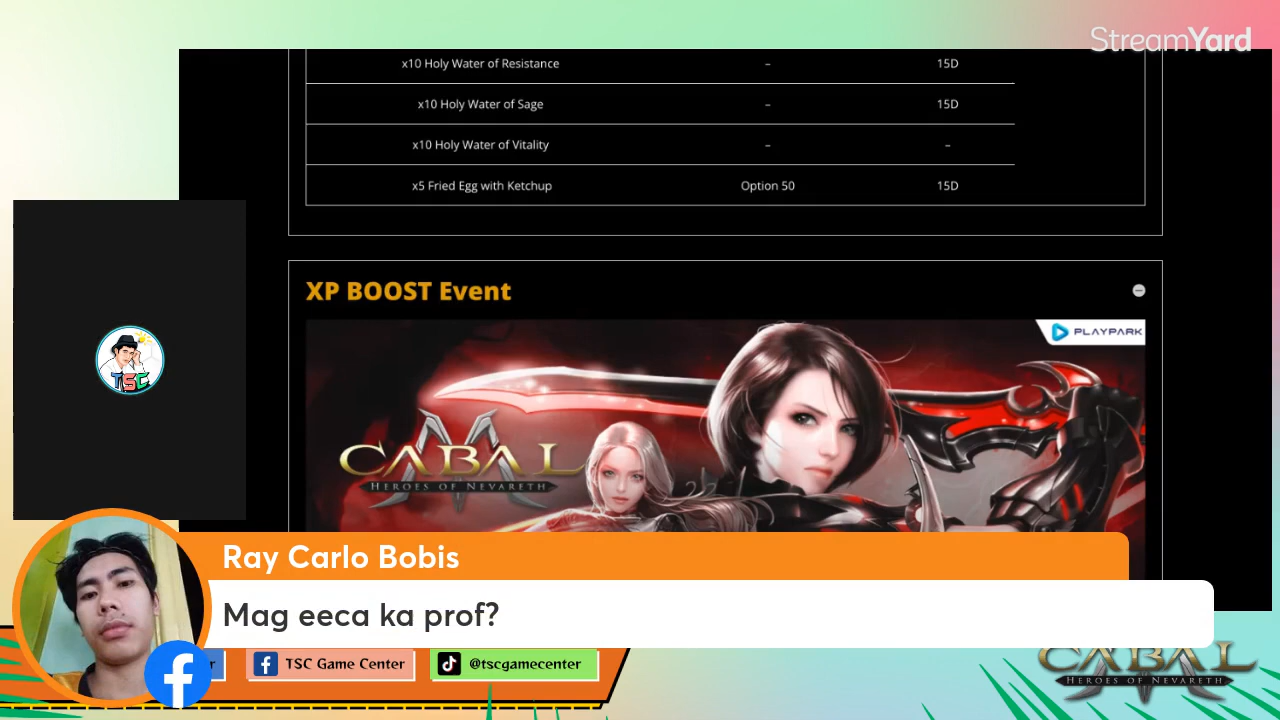 StreamYard
x10 Holy Water of Resistance – 15D
x10 Holy Water of Sage – 15D
x10 Holy Water of Vitality – –
x5 Fried Egg with Ketchup Option 50 15D
XP BOOST Event
PLAYPARK
CABAL
HEROES OF NEVARETH
TSC
Ray Carlo Bobis
Mag eeca ka prof?
r
TSC Game Center
@tscgamecenter
CABAL
HEROES OF NEVARETH